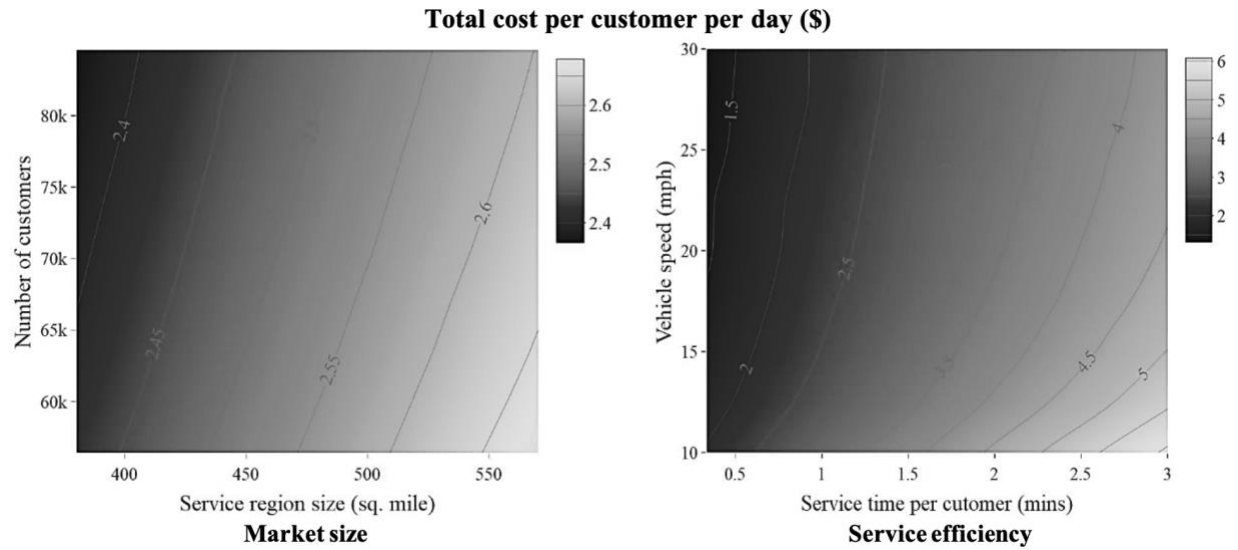 Total cost per customer per day ($)
Number of customers
80k
75k
70k
65k
60k
2.4
2.45
2.5
2.55
2.6
400
450
500
550
Service region size (sq. mile)
Market size
2.6
2.5
2.4
Vehicle speed (mph)
30
25
20
15
10
1.5
2
2.5
3.5
4
4.5
5
0.5
1
1.5
2
2.5
3
Service time per cutomer (mins)
Service efficiency
6
5
4
3
2